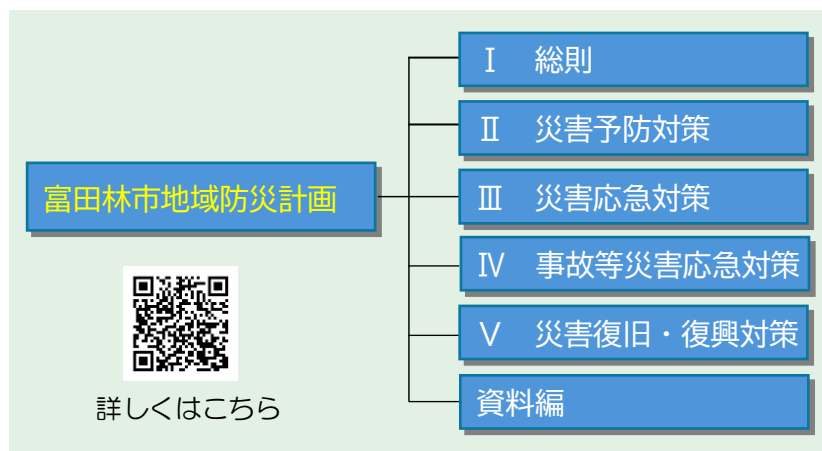 富田林市地域防災計画
詳しくはこちら
Ⅰ 総則
Ⅱ 災害予防対策
Ⅲ 災害応急対策
Ⅳ 事故等災害応急対策
Ⅴ 災害復旧・復興対策
資料編